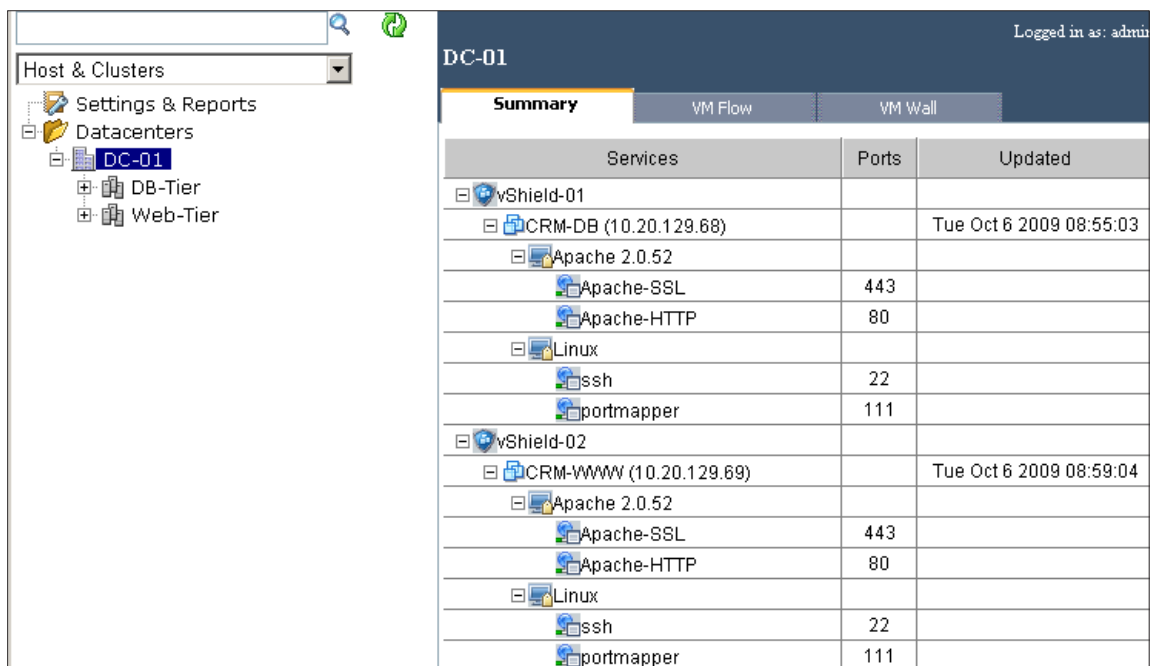 Host & Clusters
Settings & Reports
Datacenters
DC-01
DB-Tier
Web-Tier
Logged in as: admin
DC-01
Summary VM Flow VM Wall
Services Ports Updated
vShield-01
CRM-DB (10.20.129.68) Tue Oct 6 2009 08:55:03
Apache 2.0.52
Apache-SSL 443
Apache-HTTP 80
Linux
ssh 22
portmapper 111
vShield-02
CRM-WWW (10.20.129.69) Tue Oct 6 2009 08:59:04
Apache 2.0.52
Apache-SSL 443
Apache-HTTP 80
Linux
ssh 22
portmapper 111